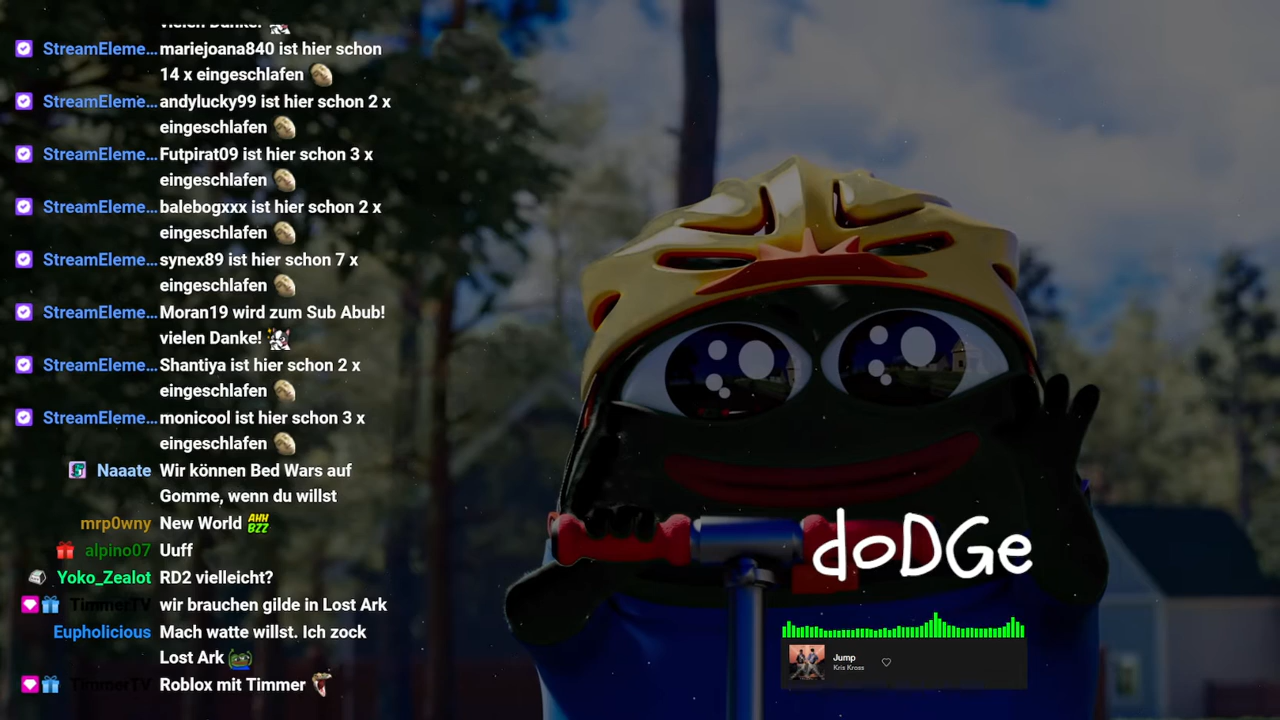 vielen Danke!
StreamEleme... mariejoana840 ist hier schon
14 x eingeschlafen
StreamEleme... andylucky99 ist hier schon 2 x
eingeschlafen
StreamEleme... Futpirat09 ist hier schon 3 x
eingeschlafen
StreamEleme... balebogxxx ist hier schon 2 x
eingeschlafen
StreamEleme... synex89 ist hier schon 7 x
eingeschlafen
StreamEleme... Moran19 wird zum Sub Abub!
vielen Danke!
StreamEleme... Shantiya ist hier schon 2 x
eingeschlafen
StreamEleme... monicool ist hier schon 3 x
eingeschlafen
Naaate Wir können Bed Wars auf
Gomme, wenn du willst
mrp0wny New World AHH
BZZ
alpino07 Uuff
Yoko_Zealot RD2 vielleicht?
TimmerTV wir brauchen gilde in Lost Ark
Eupholicious Mach watte willst. Ich zock
Lost Ark
TimmerTV Roblox mit Timmer
doDGe
Jump
Kris Kross